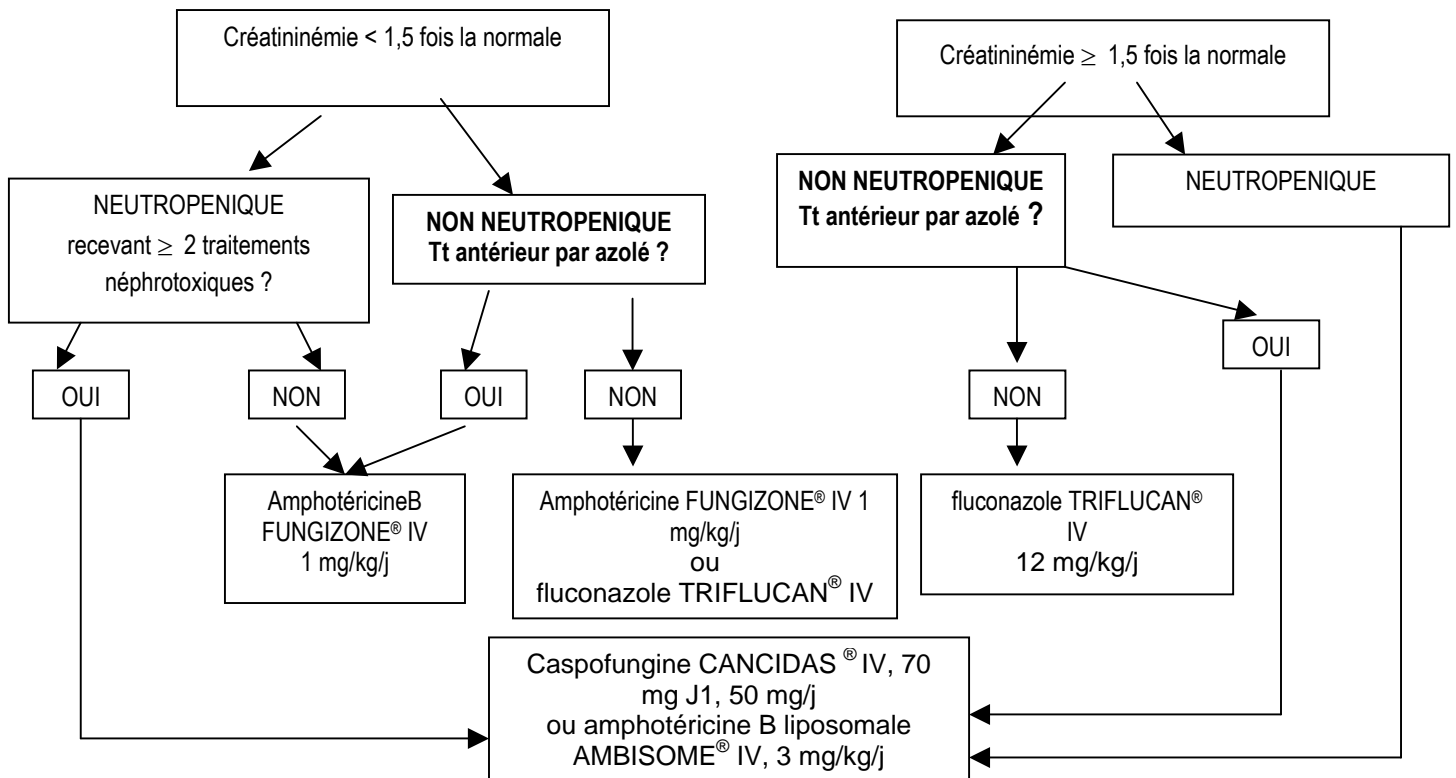 Créatininémie < 1,5 fois la normale
Créatininémie ≥ 1,5 fois la normale
NEUTROPENIQUE
recevant ≥ 2 traitements
néphrotoxiques ?
NON NEUTROPENIQUE
Tt antérieur par azolé ?
NON NEUTROPENIQUE
Tt antérieur par azolé ?
NEUTROPENIQUE
OUI
NON
OUI
NON
NON
OUI
AmphotéricineB
FUNGIZONE® IV
1 mg/kg/j
Amphotéricine FUNGIZONE® IV 1
mg/kg/j
ou
fluconazole TRIFLUCAN® IV
fluconazole TRIFLUCAN®
IV
12 mg/kg/j
Caspofungine CANCIDAS ® IV, 70
mg J1, 50 mg/j
ou amphotéricine B liposomale
AMBISOME® IV, 3 mg/kg/j